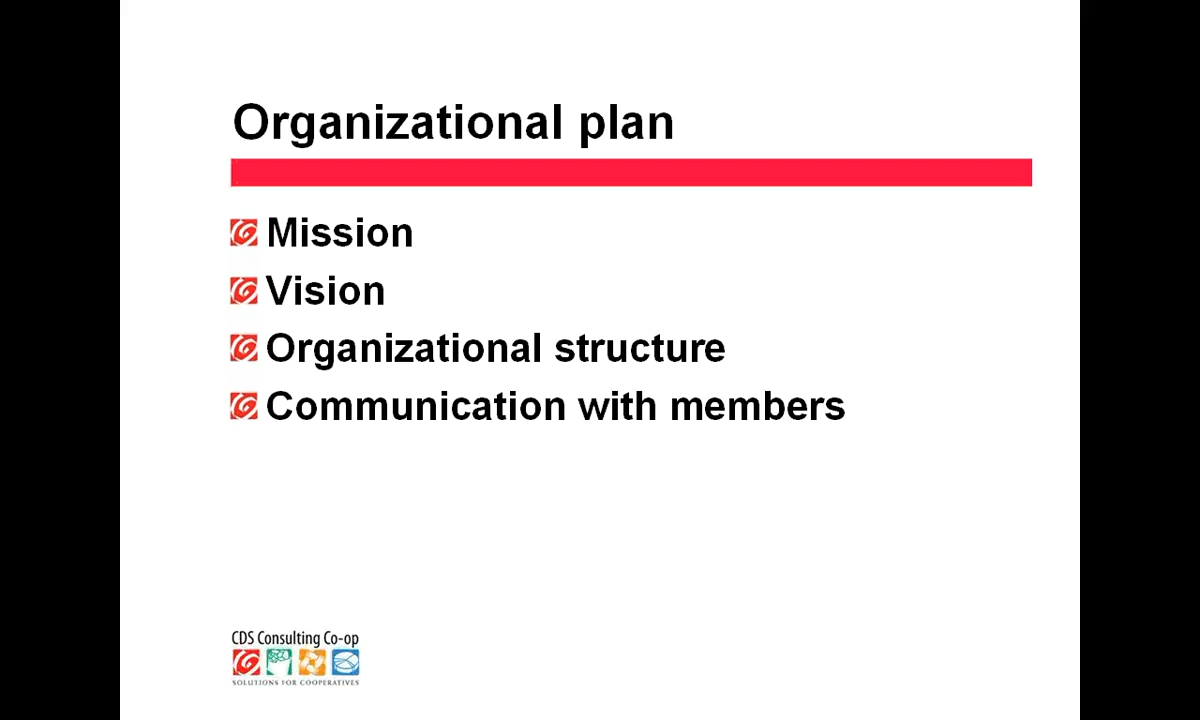 Organizational plan
Mission
Vision
Organizational structure
Communication with members
CDS Consulting Co-op
SOLUTIONS FOR COOPERATIVES